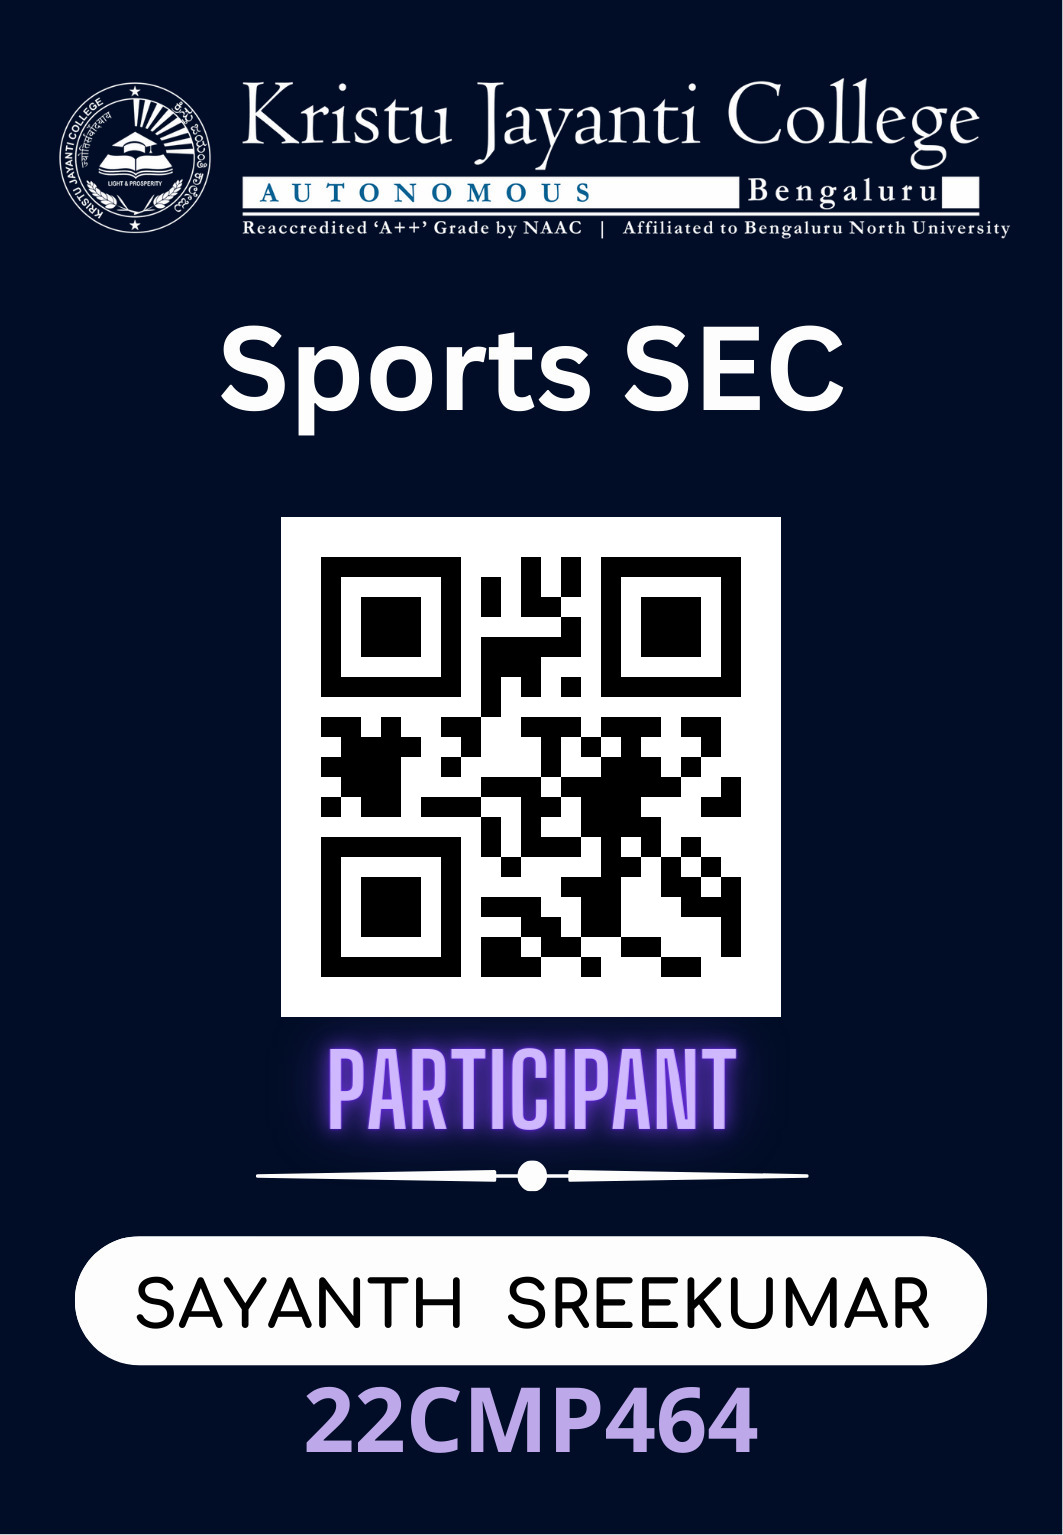 Kristu Jayanti College
AUTONOMOUS Bengaluru
Reaccredited ‘A++’ Grade by NAAC | Affiliated to Bengaluru North University
KRISTU JAYANTI COLLEGE
LIGHT & PROSPERITY
Sports SEC
PARTICIPANT
SAYANTH SREEKUMAR
22CMP464